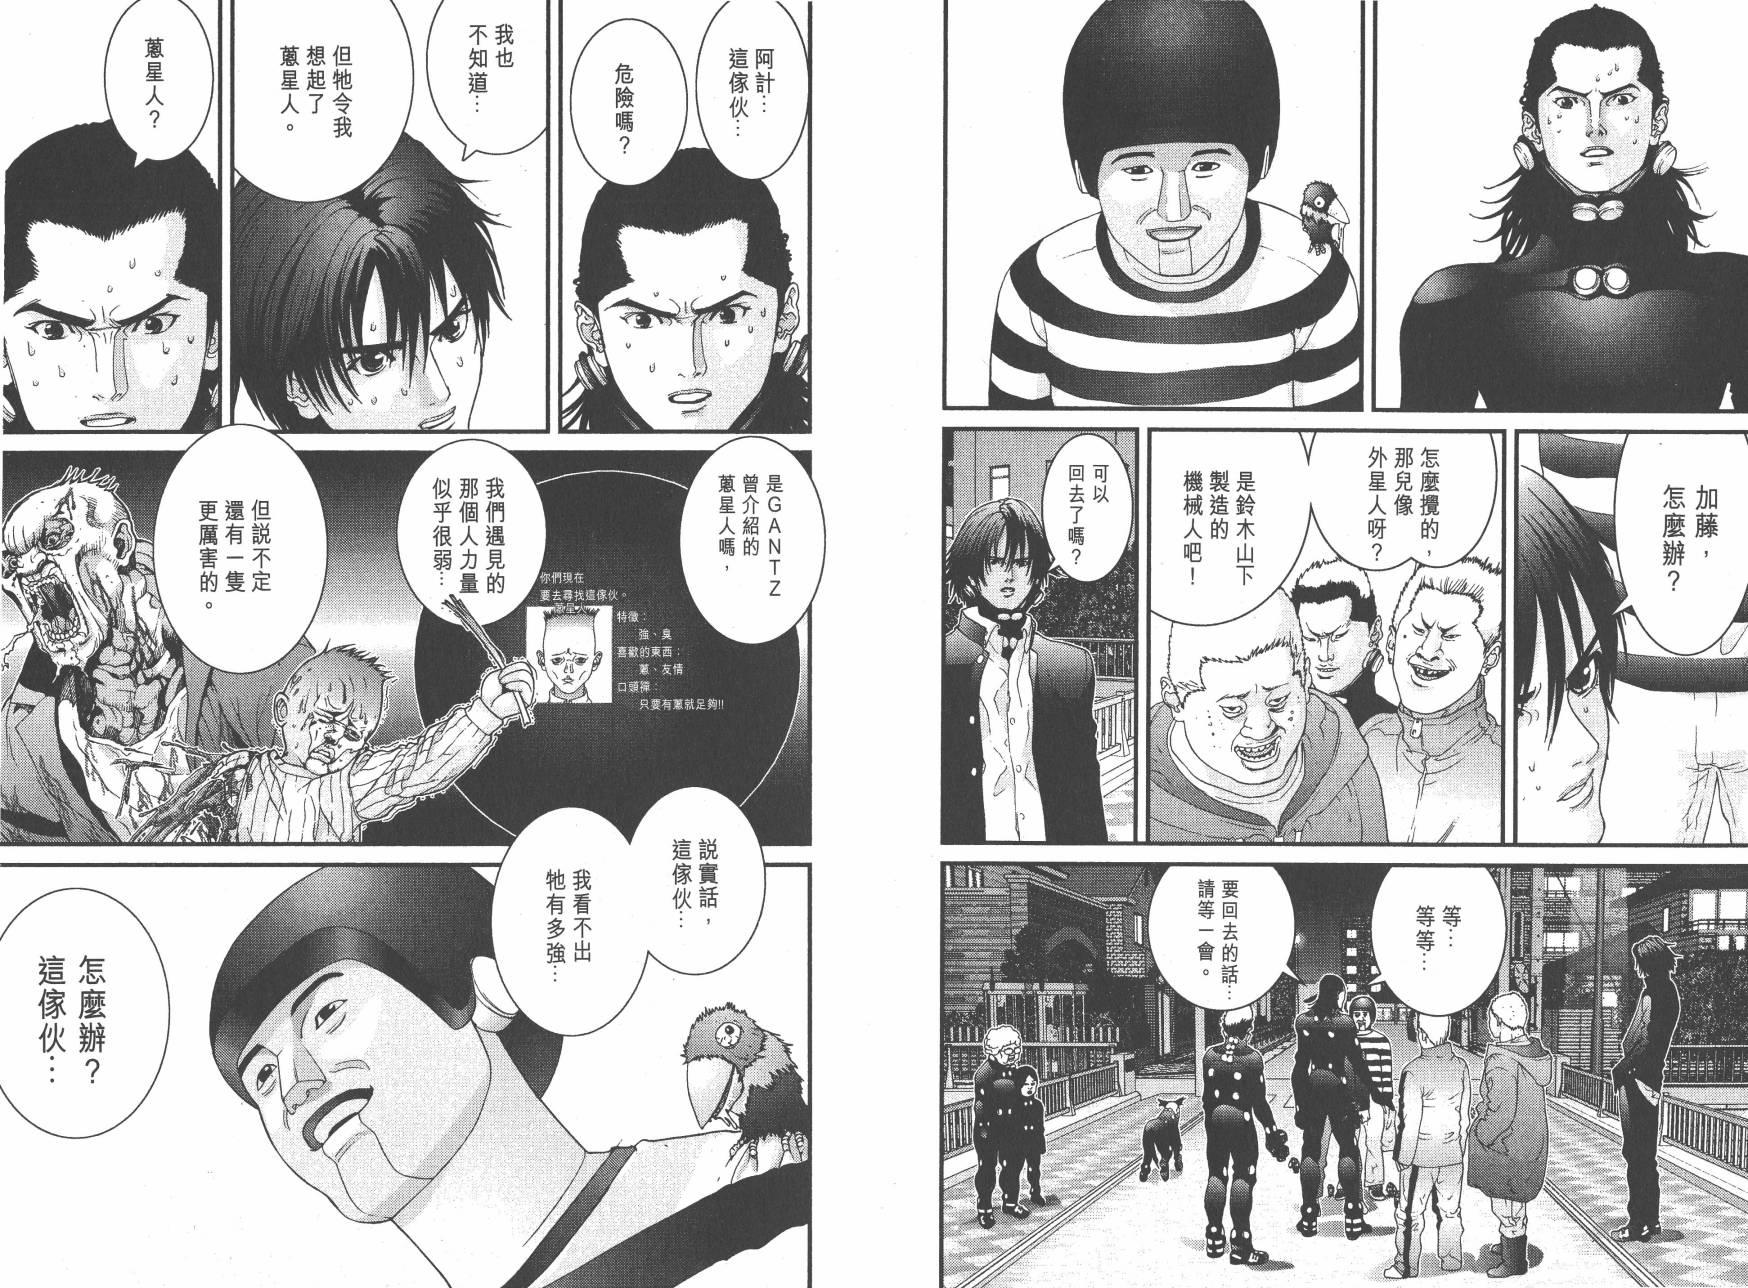 加藤，
怎麼辦？
怎麼攪的，
那兒像
外星人呀？
是鈴木山下
製造的
機械人吧！
可以
回去了嗎？
等…
等等…
要回去的話…
請等一會。
阿計…
這傢伙…
危險嗎？
我也
不知道…
但牠令我
想起了
蔥星人。
蔥星人？
是GANTZ
曾介紹的
蔥星人嗎，
你們現在
要去尋找這傢伙。
蔥星人
特徵：
強、臭
喜歡的東西：
蔥、友情
口頭禪：
只要有蔥就足夠!!
我們遇見的
那個人力量
似乎很弱…
但説不定
還有一隻
更厲害的。
説實話，
這傢伙…
我看不出
牠有多強…
怎麼辦？
這傢伙…